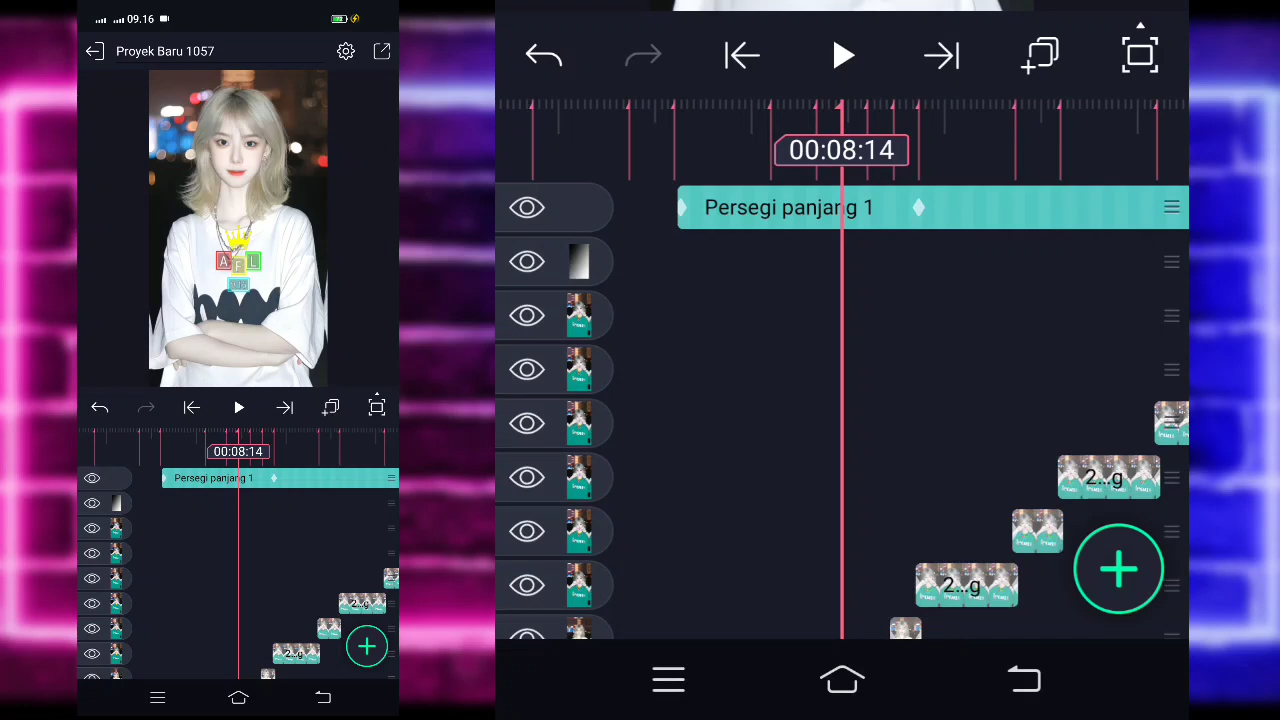 09.16
Proyek Baru 1057
A
F
L
00:08:14
Persegi panjang 1
2...g
2...g
00:08:14
Persegi panjang 1
2...g
2...g